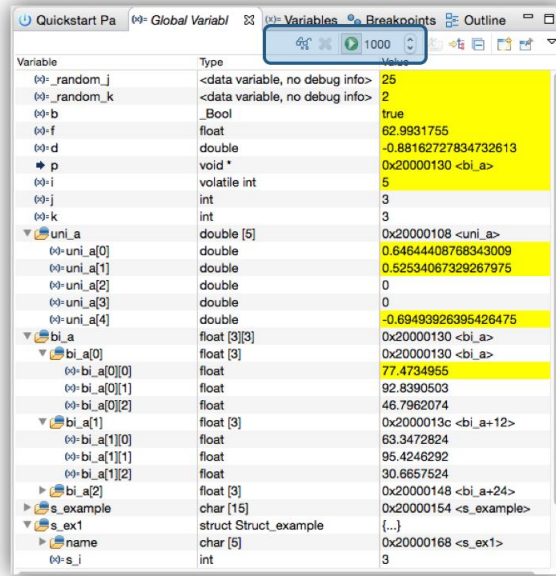 Quickstart Pa (x)= Global Variabl (x)= Variables Breakpoints Outline
1000
Variable Type Value
(x)= _random_j <data variable, no debug info> 25
(x)= _random_k <data variable, no debug info> 2
(x)= b _Bool true
(x)= f float 62.9931755
(x)= d double -0.88162727834732613
p void * 0x20000130 <bi_a>
(x)= i volatile int 5
(x)= j int 3
(x)= k int 3
uni_a double [5] 0x20000108 <uni_a>
(x)= uni_a[0] double 0.64644408768343009
(x)= uni_a[1] double 0.52534067329267975
(x)= uni_a[2] double 0
(x)= uni_a[3] double 0
(x)= uni_a[4] double -0.69493926395426475
bi_a float [3][3] 0x20000130 <bi_a>
bi_a[0] float [3] 0x20000130 <bi_a>
(x)= bi_a[0][0] float 77.4734955
(x)= bi_a[0][1] float 92.8390503
(x)= bi_a[0][2] float 46.7962074
bi_a[1] float [3] 0x2000013c <bi_a+12>
(x)= bi_a[1][0] float 63.3472824
(x)= bi_a[1][1] float 95.4246292
(x)= bi_a[1][2] float 30.6657524
bi_a[2] float [3] 0x20000148 <bi_a+24>
s_example char [15] 0x20000154 <s_example>
s_ex1 struct Struct_example {...}
name char [5] 0x20000168 <s_ex1>
(x)= s_i int 3